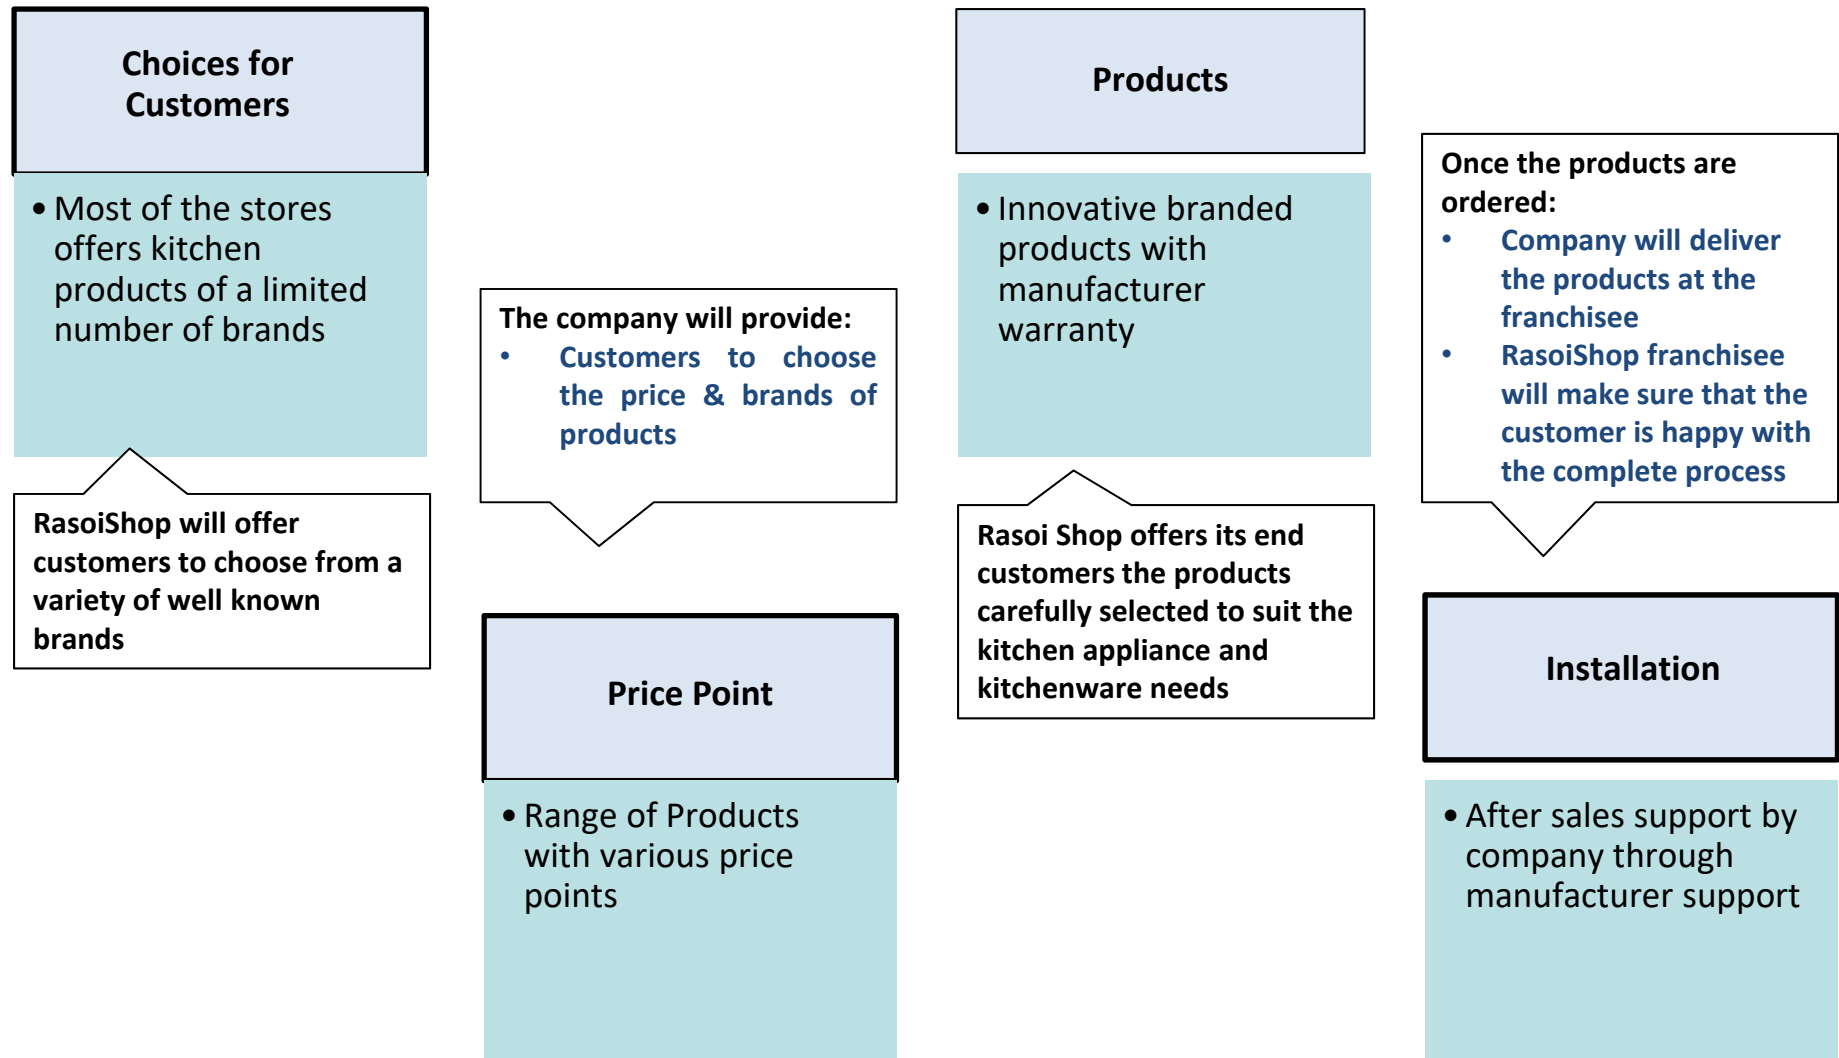 Choices for
Customers
• Most of the stores
offers kitchen
products of a limited
number of brands
RasoiShop will offer
customers to choose from a
variety of well known
brands
The company will provide:
• Customers to choose
the price & brands of
products
Price Point
• Range of Products
with various price
points
Products
• Innovative branded
products with
manufacturer
warranty
Rasoi Shop offers its end
customers the products
carefully selected to suit the
kitchen appliance and
kitchenware needs
Once the products are
ordered:
• Company will deliver
the products at the
franchisee
• RasoiShop franchisee
will make sure that the
customer is happy with
the complete process
Installation
• After sales support by
company through
manufacturer support